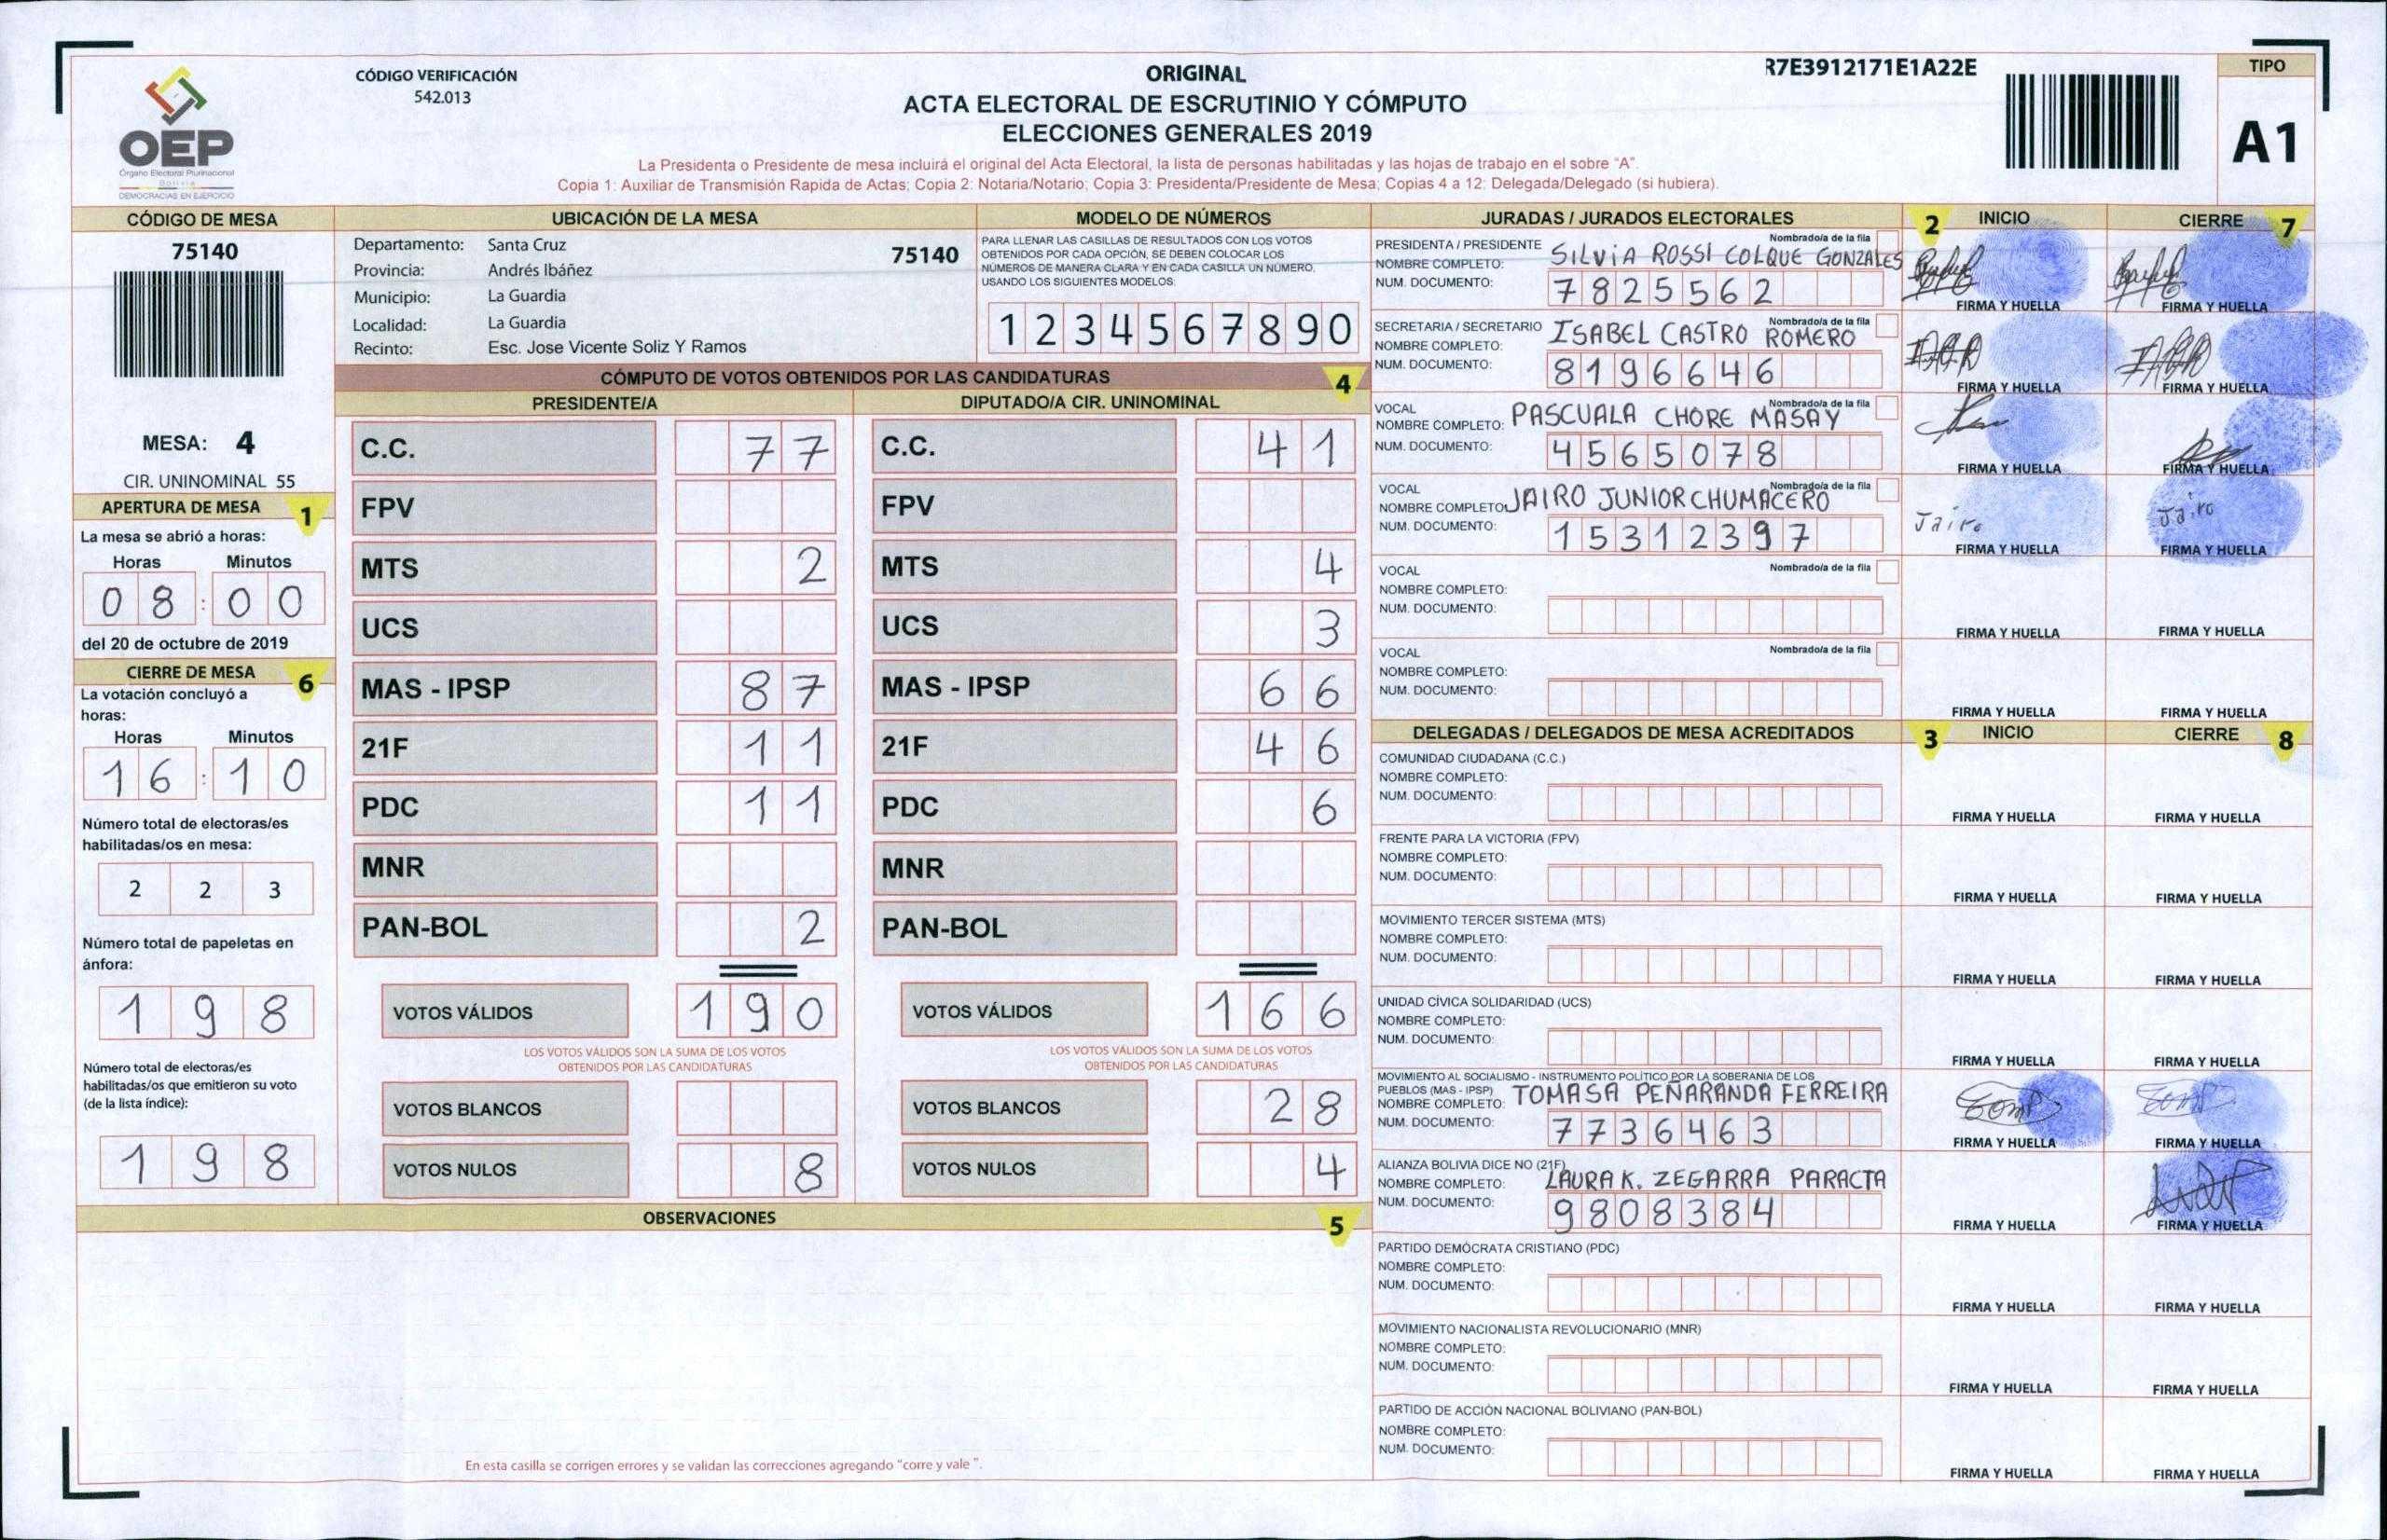 CÓDIGO VERIFICACIÓN
542.013
OEP
Órgano Electoral Plurinacional
Bolivia
DEMOCRACIAS EN EJERCICIO
ORIGINAL
ACTA ELECTORAL DE ESCRUTINIO Y CÓMPUTO
ELECCIONES GENERALES 2019
La Presidenta o Presidente de mesa incluirá el original del Acta Electoral, la lista de personas habilitadas y las hojas de trabajo en el sobre "A".
Copia 1: Auxiliar de Transmisión Rapida de Actas; Copia 2: Notaria/Notario; Copia 3: Presidenta/Presidente de Mesa; Copias 4 a 12: Delegada/Delegado (si hubiera).
R7E3912171E1A22E
TIPO
A1
CÓDIGO DE MESA
75140
MESA: 4
CIR. UNINOMINAL 55
APERTURA DE MESA 1
La mesa se abrió a horas:
Horas Minutos
08:00
del 20 de octubre de 2019
CIERRE DE MESA 6
La votación concluyó a
horas:
Horas Minutos
16:10
Número total de electoras/es
habilitadas/os en mesa:
2 2 3
Número total de papeletas en
ánfora:
1 9 8
Número total de electoras/es
habilitadas/os que emitieron su voto
(de la lista índice):
1 9 8
UBICACIÓN DE LA MESA
Departamento: Santa Cruz 75140
Provincia: Andrés Ibáñez
Municipio: La Guardia
Localidad: La Guardia
Recinto: Esc. Jose Vicente Soliz Y Ramos
MODELO DE NÚMEROS
PARA LLENAR LAS CASILLAS DE RESULTADOS CON LOS VOTOS
OBTENIDOS POR CADA OPCIÓN, SE DEBEN COLOCAR LOS
NÚMEROS DE MANERA CLARA Y EN CADA CASILLA UN NÚMERO,
USANDO LOS SIGUIENTES MODELOS:
1 2 3 4 5 6 7 8 9 0
CÓMPUTO DE VOTOS OBTENIDOS POR LAS CANDIDATURAS 4
PRESIDENTE/A DIPUTADO/A CIR. UNINOMINAL
C.C. 77 C.C. 41
FPV FPV
MTS 2 MTS 4
UCS UCS 3
MAS - IPSP 87 MAS - IPSP 66
21F 11 21F 46
PDC 11 PDC 6
MNR MNR
PAN-BOL 2 PAN-BOL
VOTOS VÁLIDOS 190 VOTOS VÁLIDOS 166
LOS VOTOS VÁLIDOS SON LA SUMA DE LOS VOTOS LOS VOTOS VÁLIDOS SON LA SUMA DE LOS VOTOS
OBTENIDOS POR LAS CANDIDATURAS OBTENIDOS POR LAS CANDIDATURAS
VOTOS BLANCOS VOTOS BLANCOS 28
VOTOS NULOS 8 VOTOS NULOS 4
OBSERVACIONES 5
En esta casilla se corrigen errores y se validan las correcciones agregando "corre y vale".
JURADAS / JURADOS ELECTORALES 2 INICIO CIERRE 7
PRESIDENTA / PRESIDENTE Nombrado/a de la fila
NOMBRE COMPLETO: SILVIA ROSSI COLQUE GONZALES
NUM. DOCUMENTO: 7825562
FIRMA Y HUELLA FIRMA Y HUELLA
SECRETARIA / SECRETARIO Nombrado/a de la fila
NOMBRE COMPLETO: ISABEL CASTRO ROMERO
NUM. DOCUMENTO: 8196646
FIRMA Y HUELLA FIRMA Y HUELLA
VOCAL Nombrado/a de la fila
NOMBRE COMPLETO: PASCUALA CHORE MASAY
NUM. DOCUMENTO: 4565078
FIRMA Y HUELLA FIRMA Y HUELLA
VOCAL Nombrado/a de la fila
NOMBRE COMPLETO: JAIRO JUNIOR CHUMACERO
NUM. DOCUMENTO: 15312397
Jairo Jairo
FIRMA Y HUELLA FIRMA Y HUELLA
VOCAL Nombrado/a de la fila
NOMBRE COMPLETO:
NUM. DOCUMENTO:
FIRMA Y HUELLA FIRMA Y HUELLA
VOCAL Nombrado/a de la fila
NOMBRE COMPLETO:
NUM. DOCUMENTO:
FIRMA Y HUELLA FIRMA Y HUELLA
DELEGADAS / DELEGADOS DE MESA ACREDITADOS 3 INICIO CIERRE 8
COMUNIDAD CIUDADANA (C.C.)
NOMBRE COMPLETO:
NUM. DOCUMENTO:
FIRMA Y HUELLA FIRMA Y HUELLA
FRENTE PARA LA VICTORIA (FPV)
NOMBRE COMPLETO:
NUM. DOCUMENTO:
FIRMA Y HUELLA FIRMA Y HUELLA
MOVIMIENTO TERCER SISTEMA (MTS)
NOMBRE COMPLETO:
NUM. DOCUMENTO:
FIRMA Y HUELLA FIRMA Y HUELLA
UNIDAD CÍVICA SOLIDARIDAD (UCS)
NOMBRE COMPLETO:
NUM. DOCUMENTO:
FIRMA Y HUELLA FIRMA Y HUELLA
MOVIMIENTO AL SOCIALISMO - INSTRUMENTO POLÍTICO POR LA SOBERANIA DE LOS
PUEBLOS (MAS - IPSP)
NOMBRE COMPLETO: TOMASA PEÑARANDA FERREIRA
NUM. DOCUMENTO: 7736463
FIRMA Y HUELLA FIRMA Y HUELLA
ALIANZA BOLIVIA DICE NO (21F)
NOMBRE COMPLETO: LAURA K. ZEGARRA PARACTA
NUM. DOCUMENTO: 9808384
FIRMA Y HUELLA FIRMA Y HUELLA
PARTIDO DEMÓCRATA CRISTIANO (PDC)
NOMBRE COMPLETO:
NUM. DOCUMENTO:
FIRMA Y HUELLA FIRMA Y HUELLA
MOVIMIENTO NACIONALISTA REVOLUCIONARIO (MNR)
NOMBRE COMPLETO:
NUM. DOCUMENTO:
FIRMA Y HUELLA FIRMA Y HUELLA
PARTIDO DE ACCIÓN NACIONAL BOLIVIANO (PAN-BOL)
NOMBRE COMPLETO:
NUM. DOCUMENTO:
FIRMA Y HUELLA FIRMA Y HUELLA